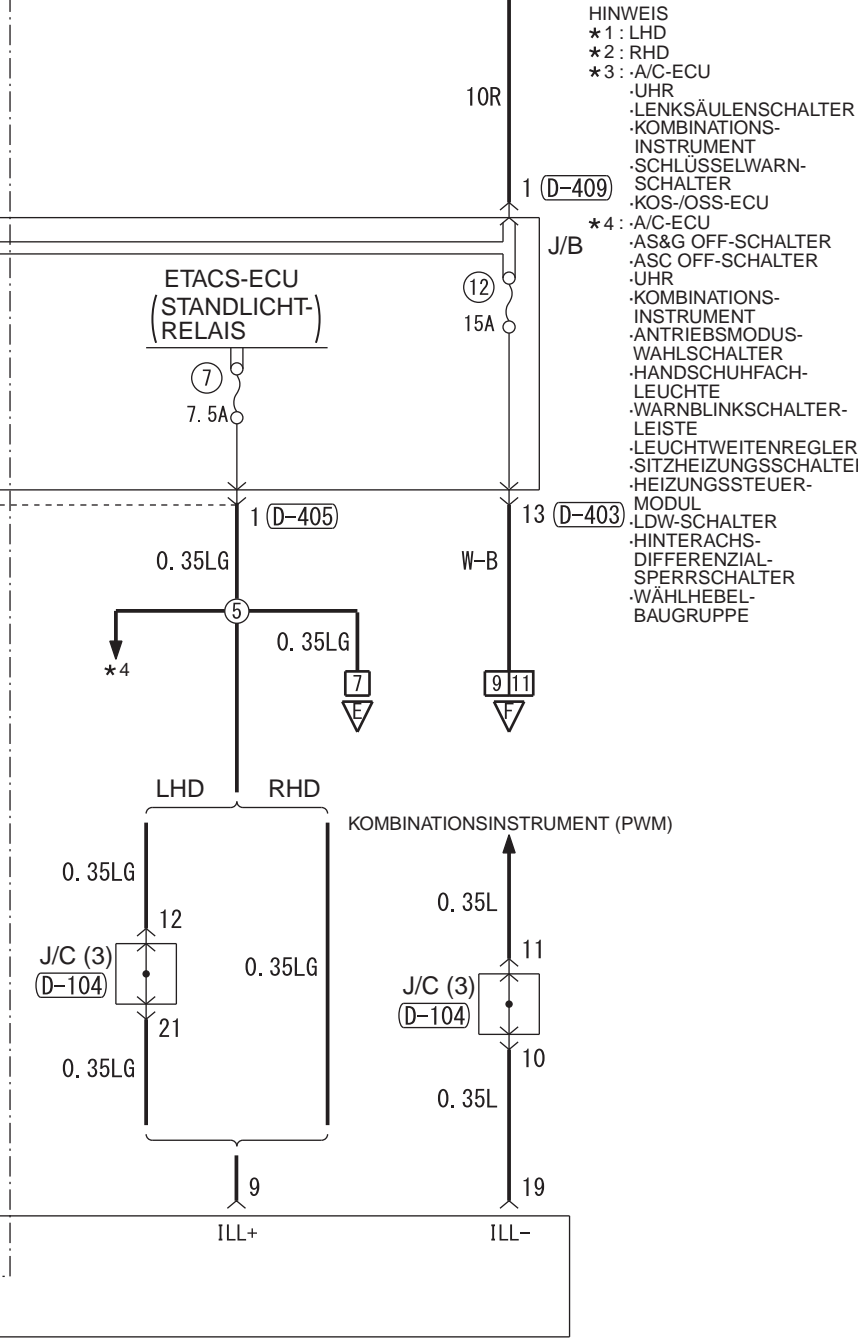 HINWEIS
*1 : LHD
*2 : RHD
*3 : ·A/C-ECU
·UHR
·LENKSÄULENSCHALTER
·KOMBINATIONS-
INSTRUMENT
·SCHLÜSSELWARN-
SCHALTER
·KOS-/OSS-ECU
*4 : ·A/C-ECU
·AS&G OFF-SCHALTER
·ASC OFF-SCHALTER
·UHR
·KOMBINATIONS-
INSTRUMENT
·ANTRIEBSMODUS-
WAHLSCHALTER
·HANDSCHUHFACH-
LEUCHTE
·WARNBLINKSCHALTER-
LEISTE
·LEUCHTWEITENREGLER
·SITZHEIZUNGSSCHALTE
·HEIZUNGSSTEUER-
MODUL
·LDW-SCHALTER
·HINTERACHS-
DIFFERENZIAL-
SPERRSCHALTER
·WÄHLHEBEL-
BAUGRUPPE
10R
1 (D-409)
J/B
ETACS-ECU
(STANDLICHT-
RELAIS)
12
15A
7
7.5A
1 (D-405)
13 (D-403)
0.35LG
W-B
5
0.35LG
*4
7
E
9 11
F
LHD RHD
KOMBINATIONSINSTRUMENT (PWM)
0.35LG
0.35L
12
11
J/C (3)
D-104
0.35LG
J/C (3)
D-104
21
10
0.35LG
0.35L
9
19
ILL+
ILL-